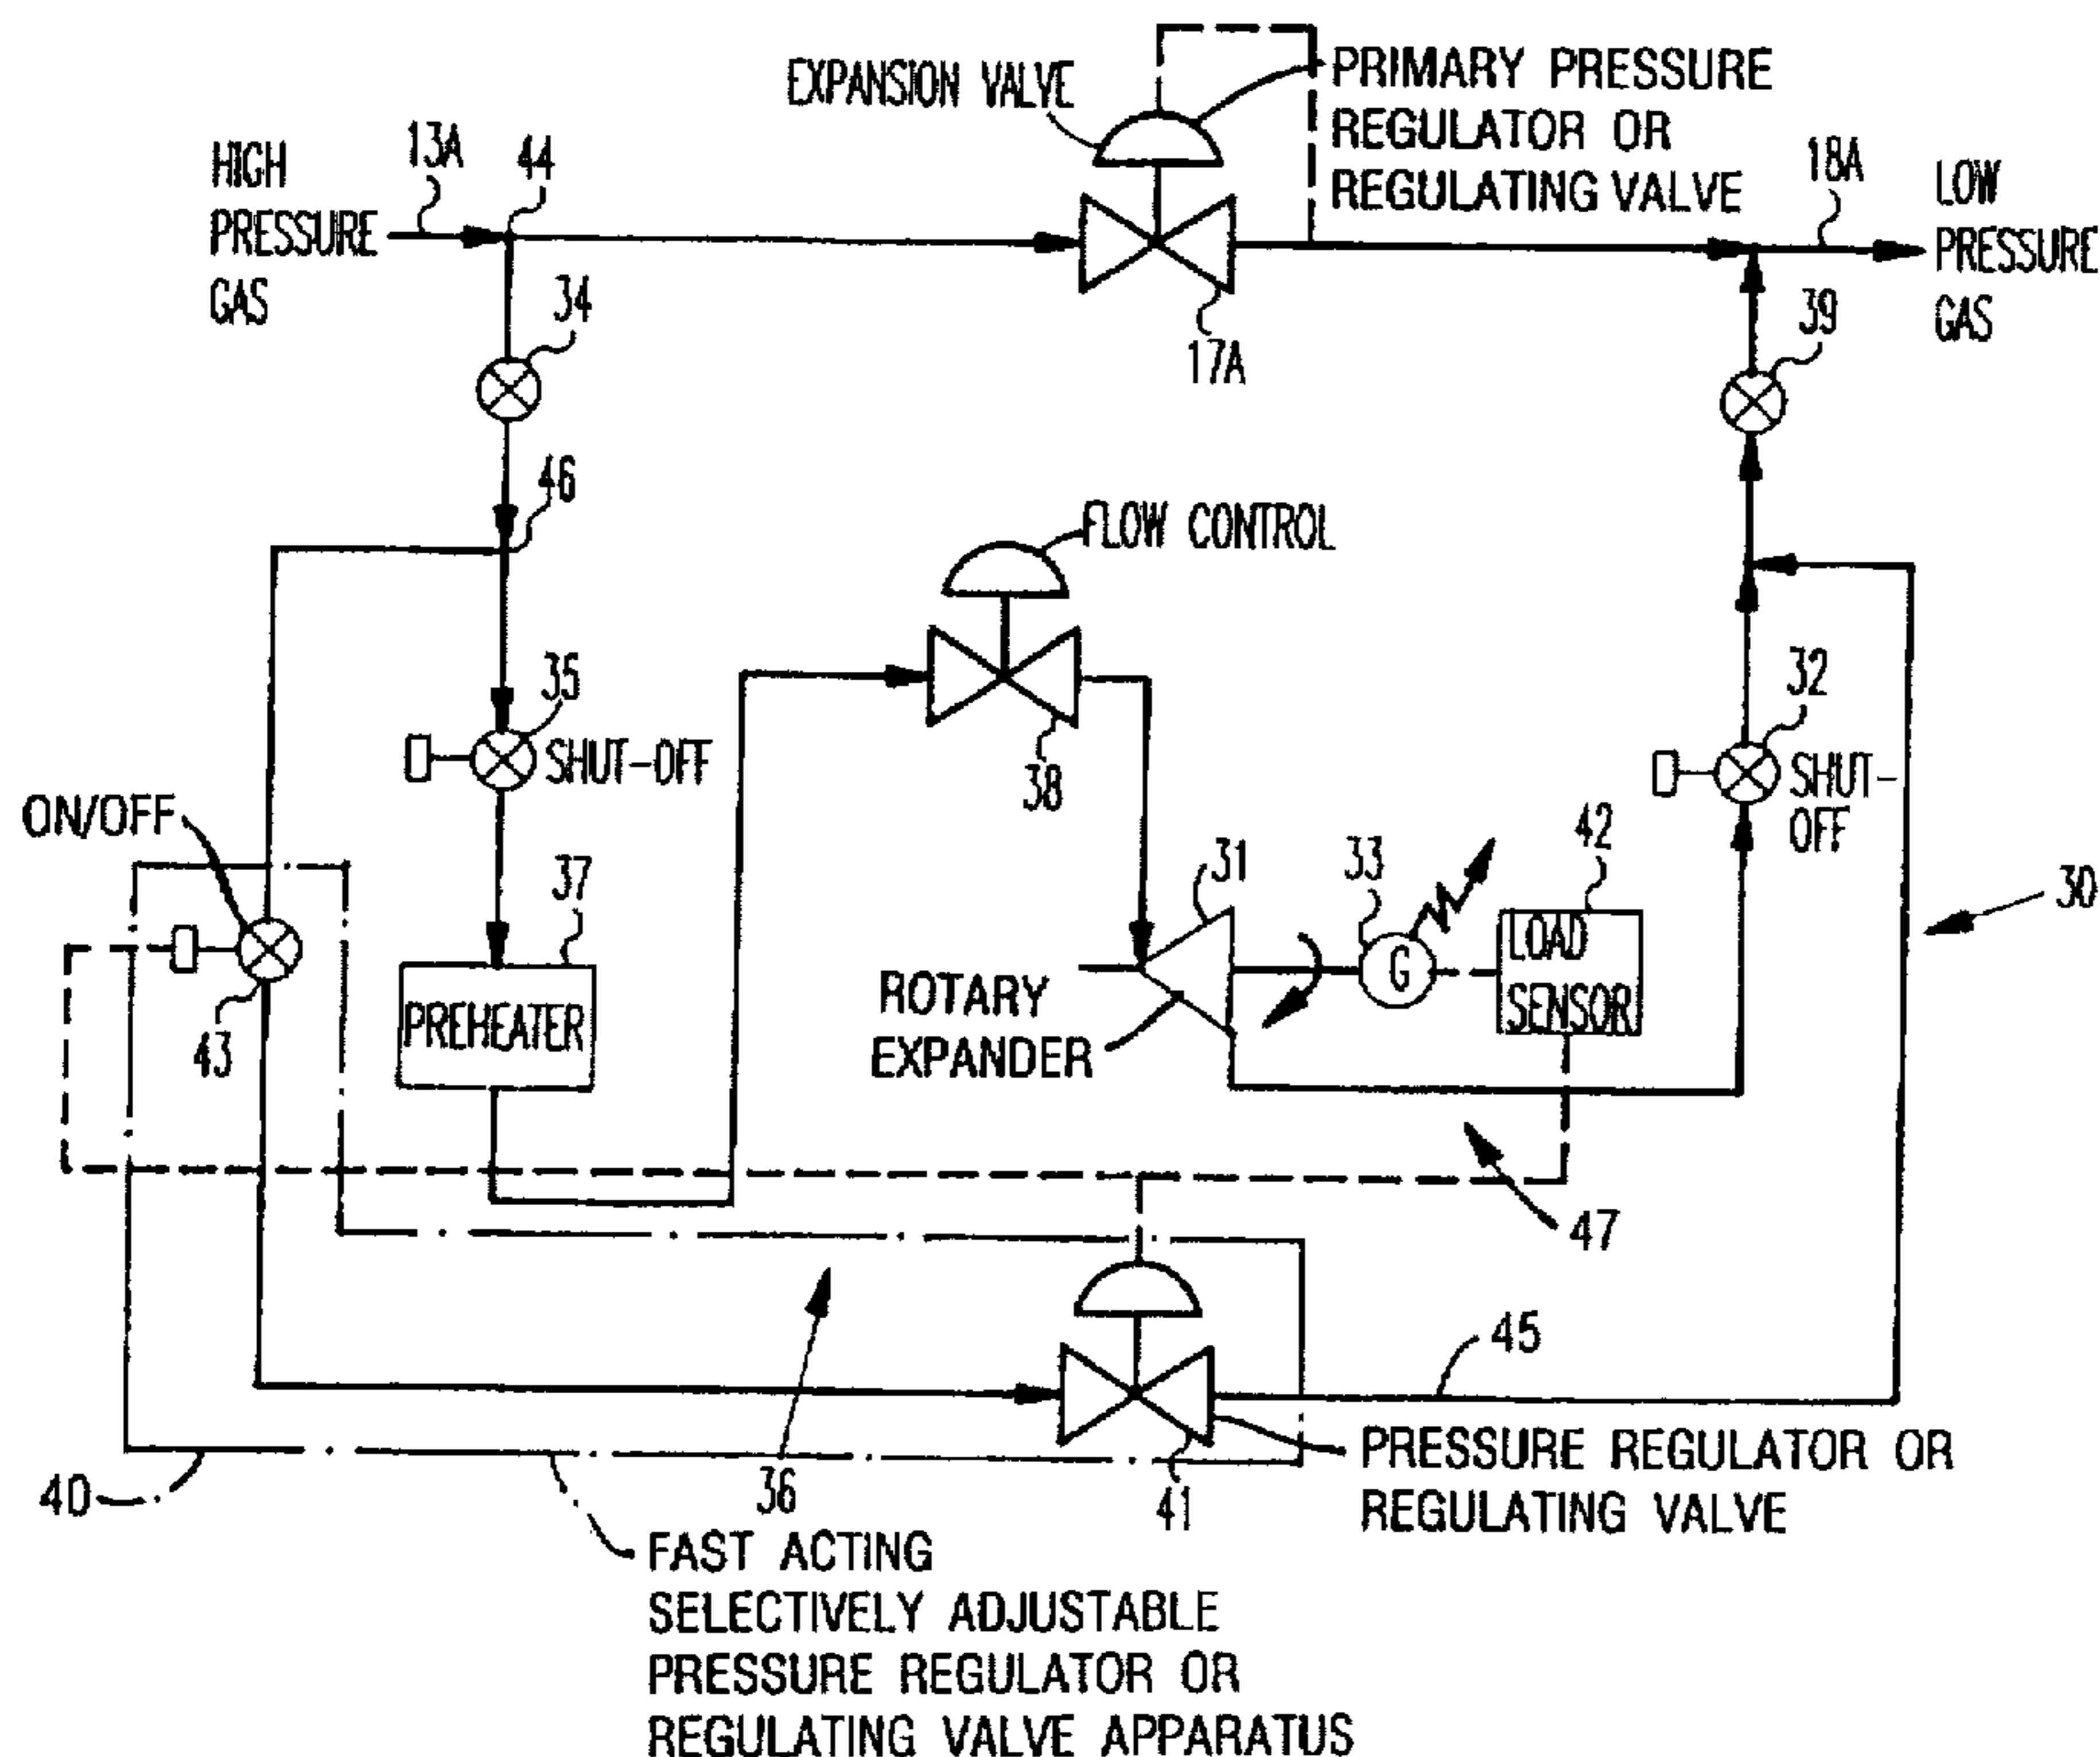 EXPANSION VALVE
PRIMARY PRESSURE
REGULATOR OR
REGULATING VALVE
HIGH
PRESSURE
GAS
13A
44
18A
LOW
PRESSURE
GAS
34
17A
39
46
FLOW CONTROL
35
SHUT-OFF
38
32
SHUT-
OFF
ON/OFF
37
31
33
42
30
G
LOAD
SENSOR
PREHEATER
ROTARY
EXPANDER
43
47
45
40
36
41
PRESSURE REGULATOR OR
REGULATING VALVE
FAST ACTING
SELECTIVELY ADJUSTABLE
PRESSURE REGULATOR OR
REGULATING VALVE APPARATUS